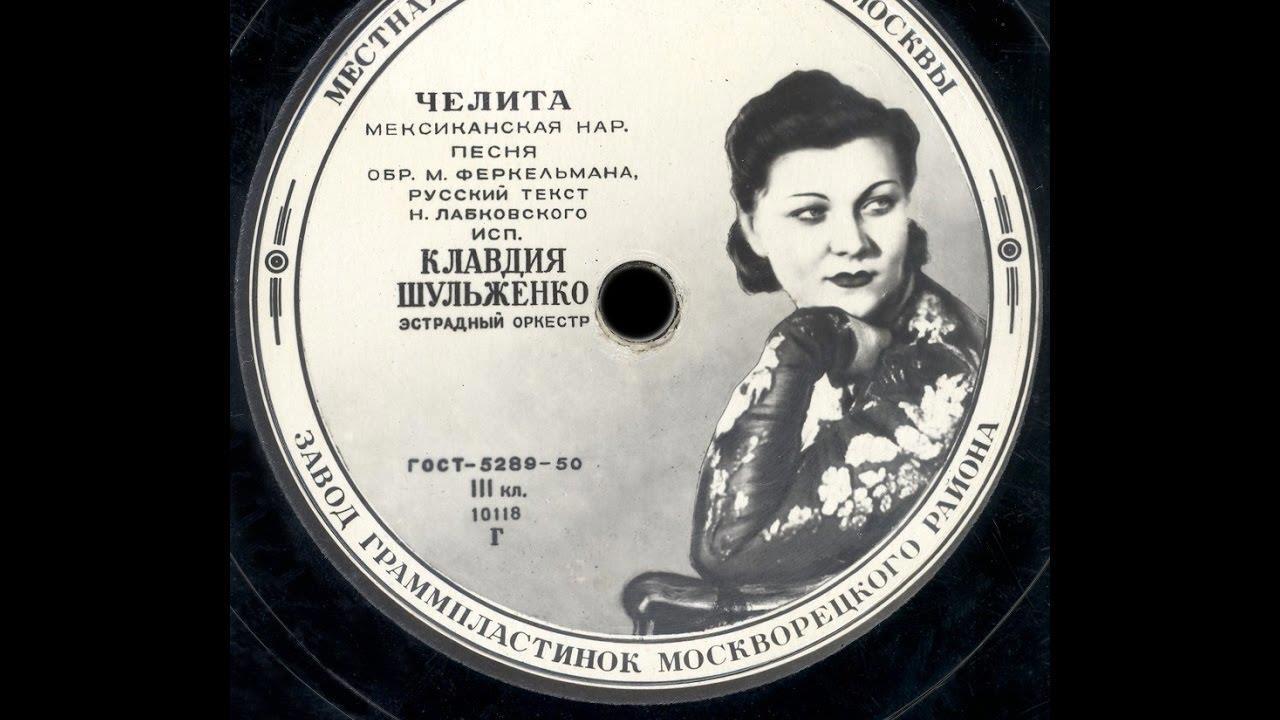 МЕСТНАЯ
МОСКВЫ
ЧЕЛИТА
МЕКСИКАНСКАЯ НАР.
ПЕСНЯ
ОБР. М. ФЕРКЕЛЬМАНА,
РУССКИЙ ТЕКСТ
Н. ЛАБКОВСКОГО
ИСП.
КЛАВДИЯ
ШУЛЬЖЕНКО
ЭСТРАДНЫЙ ОРКЕСТР
ГОСТ-5289-50
III кл.
10118
Г
ЗАВОД ГРАММПЛАСТИНОК МОСКВОРЕЦКОГО РАЙОНА